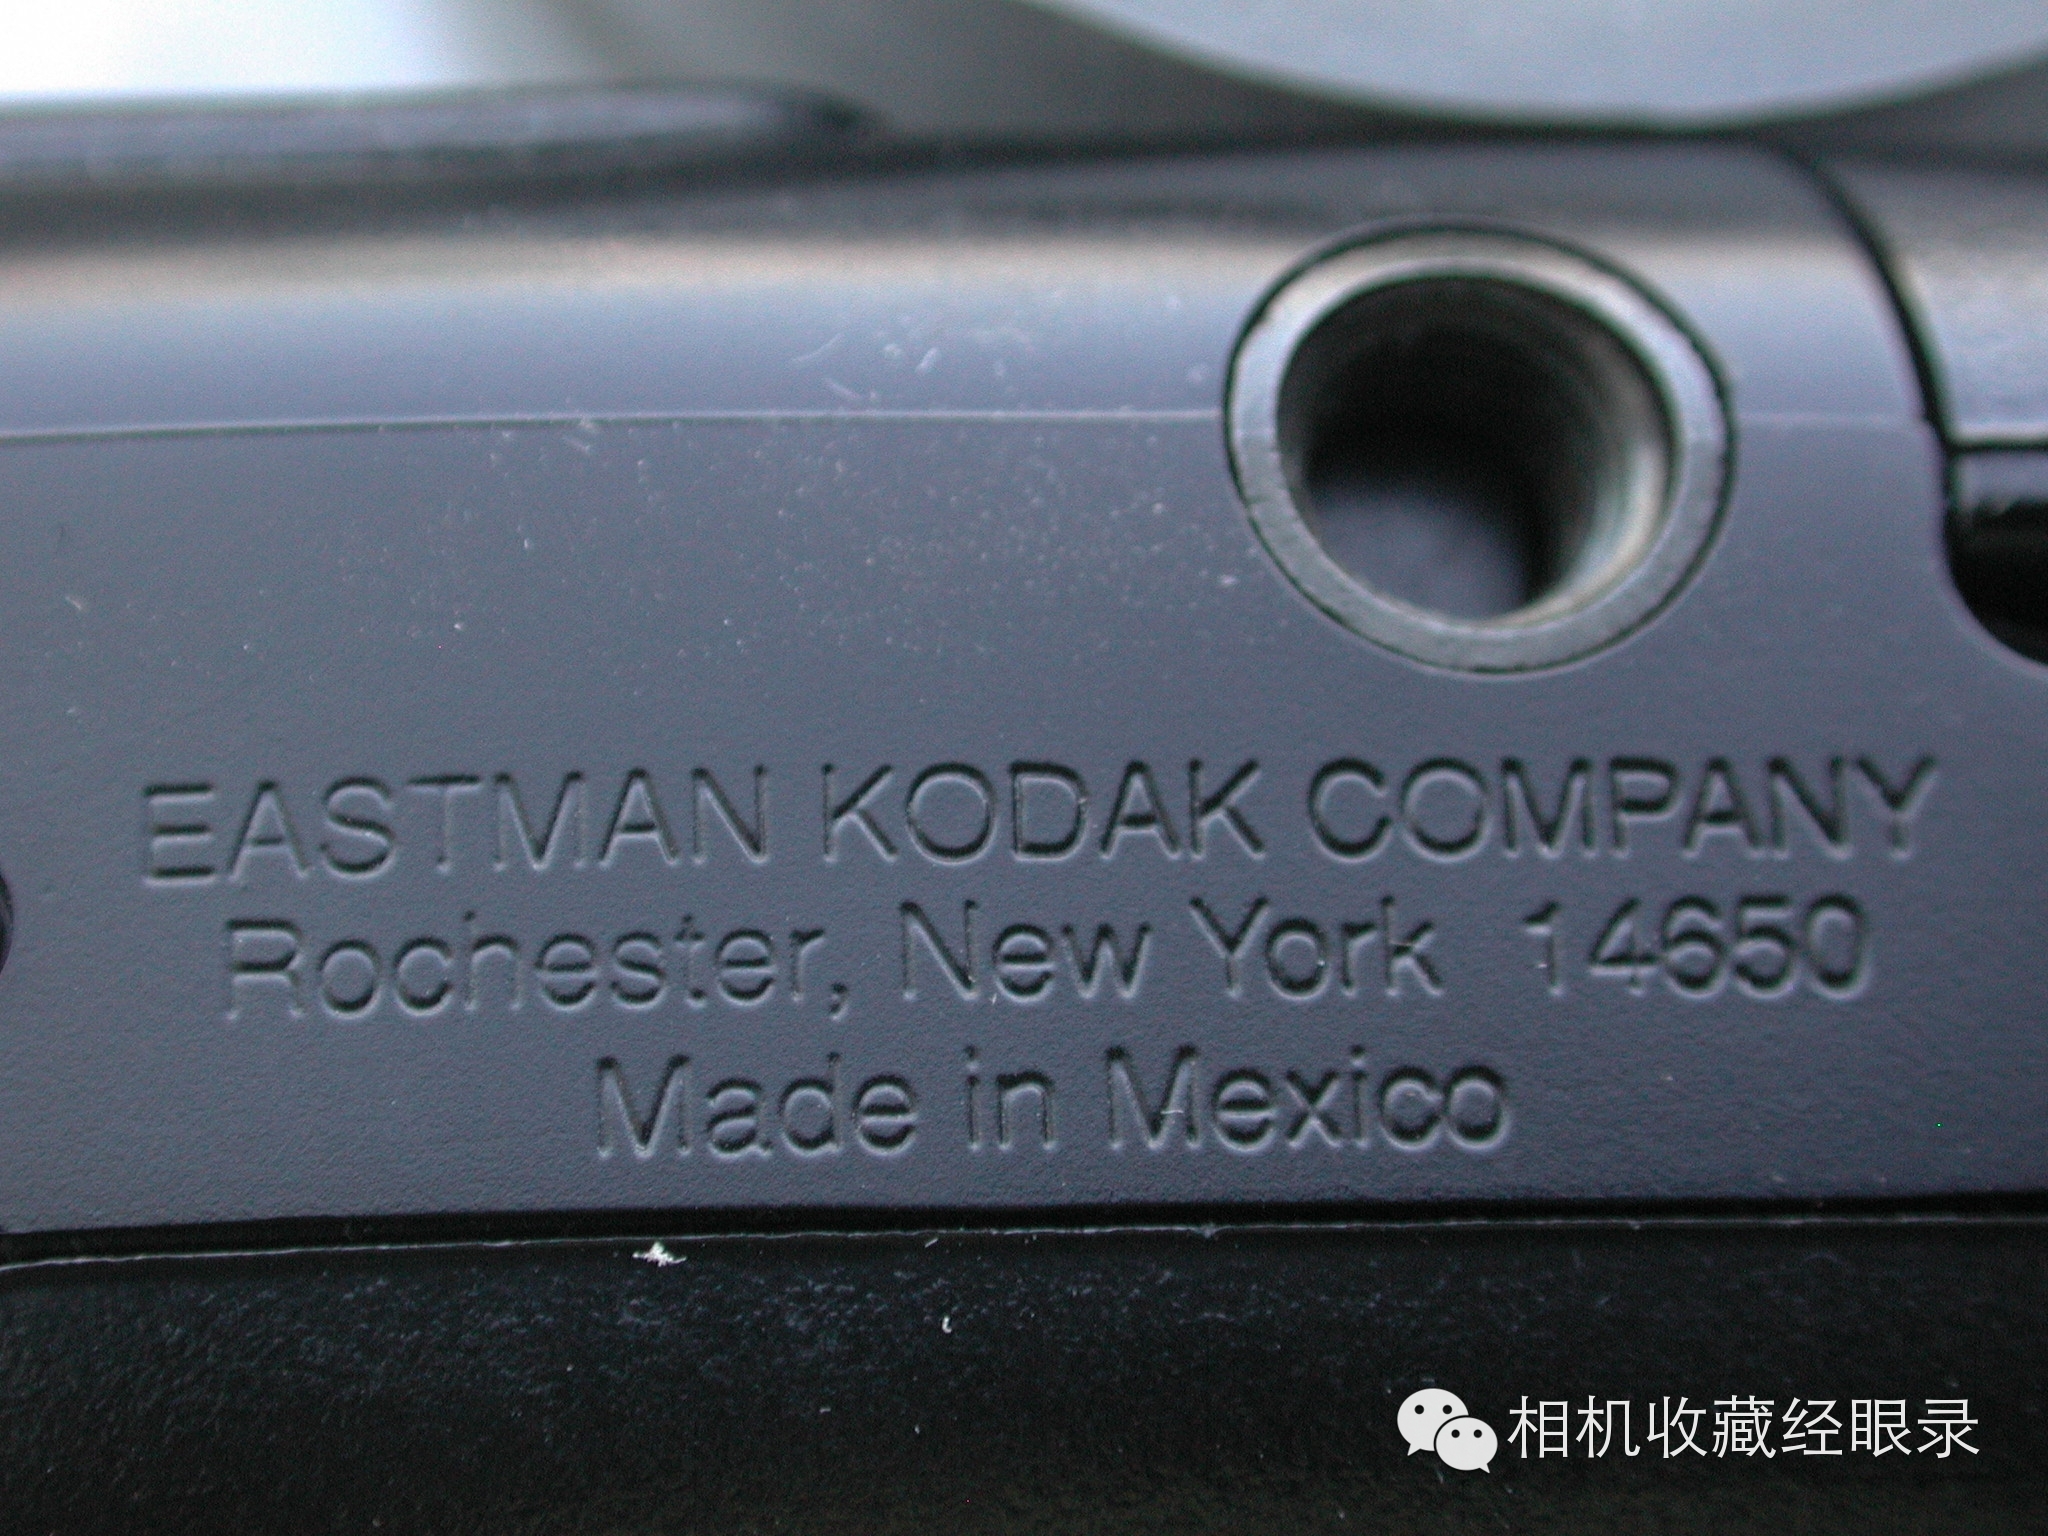 EASTMAN KODAK COMPANY
Rochester, New York 14650
Made in Mexico
相机收藏经眼录